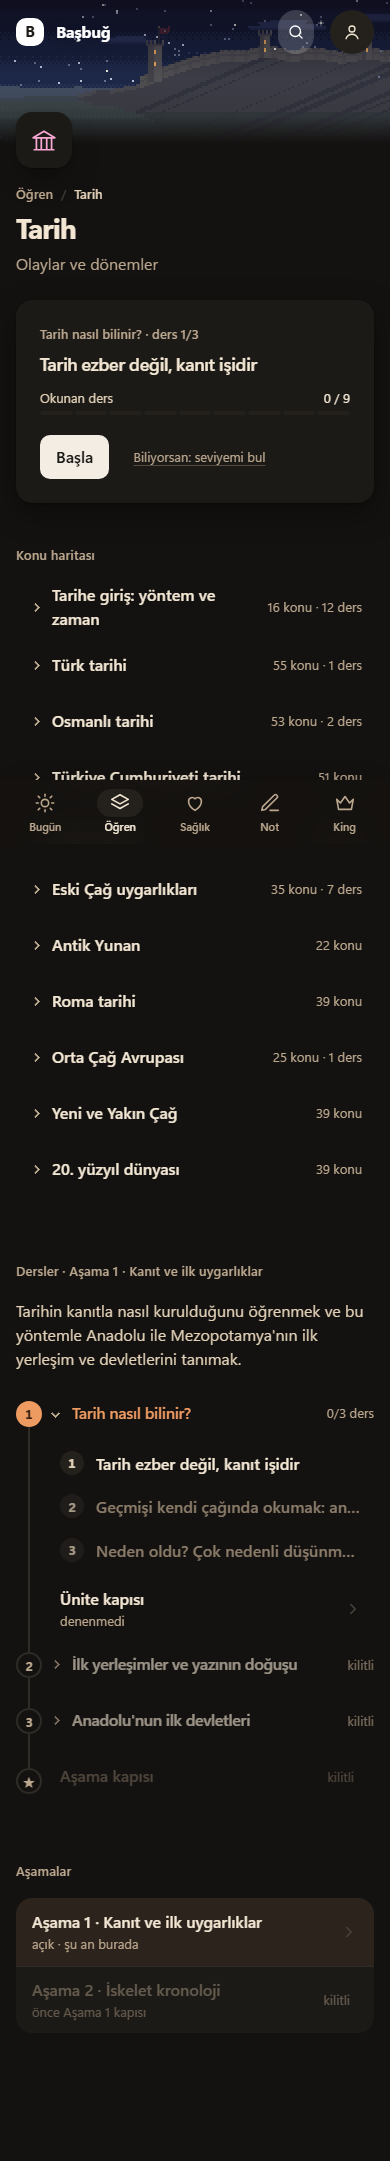 B Başbuğ
Öğren / Tarih
Tarih
Olaylar ve dönemler
Tarih nasıl bilinir? · ders 1/3
Tarih ezber değil, kanıt işidir
Okunan ders 0 / 9
Başla Biliyorsan: seviyemi bul
Konu haritası
Tarihe giriş: yöntem ve
zaman
16 konu · 12 ders
Türk tarihi 55 konu · 1 ders
Osmanlı tarihi 53 konu · 2 ders
Türkiye Cumhuriyeti tarihi 51 konu
Bugün Öğren Sağlık Not King
Eski Çağ uygarlıkları 35 konu · 7 ders
Antik Yunan 22 konu
Roma tarihi 39 konu
Orta Çağ Avrupası 25 konu · 1 ders
Yeni ve Yakın Çağ 39 konu
20. yüzyıl dünyası 39 konu
Dersler · Aşama 1 · Kanıt ve ilk uygarlıklar
Tarihin kanıtla nasıl kurulduğunu öğrenmek ve bu
yöntemle Anadolu ile Mezopotamya'nın ilk
yerleşim ve devletlerini tanımak.
1 Tarih nasıl bilinir? 0/3 ders
1 Tarih ezber değil, kanıt işidir
2 Geçmişi kendi çağında okumak: an...
3 Neden oldu? Çok nedenli düşünm...
Ünite kapısı
denenmedi
2 İlk yerleşimler ve yazının doğuşu kilitli
3 Anadolu'nun ilk devletleri kilitli
Aşama kapısı kilitli
Aşamalar
Aşama 1 · Kanıt ve ilk uygarlıklar
açık · şu an burada
Aşama 2 · İskelet kronoloji
önce Aşama 1 kapısı
kilitli